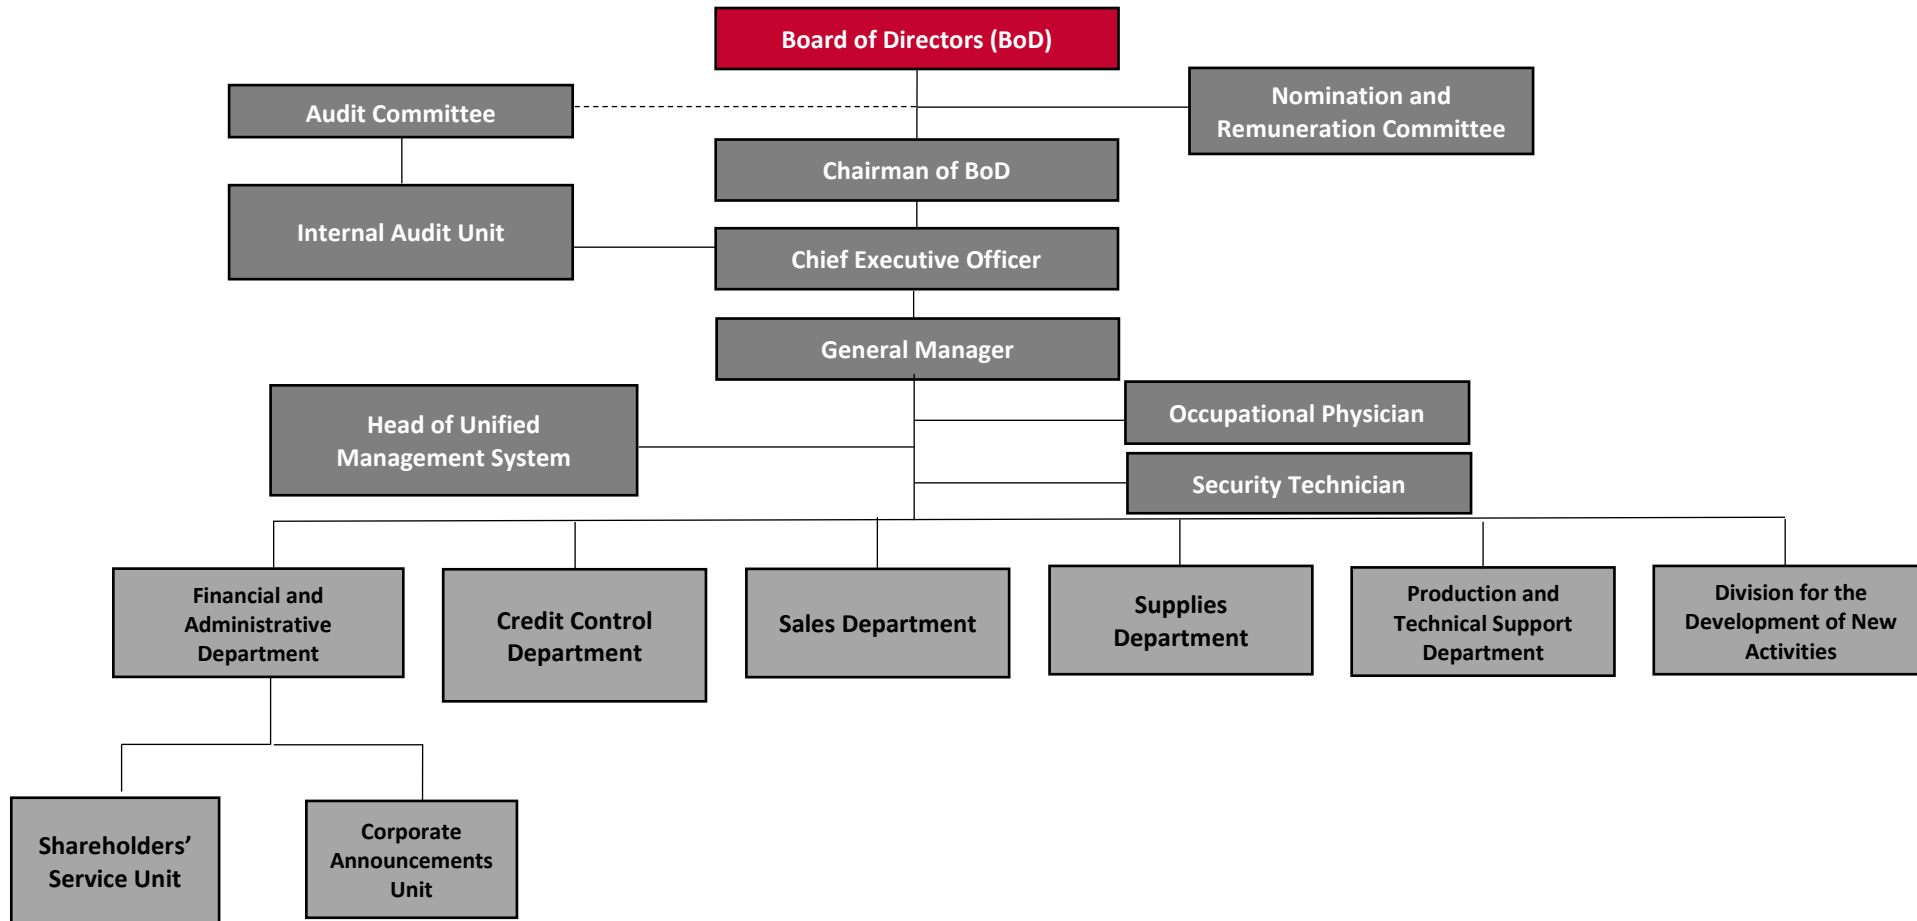 Board of Directors (BoD)
Audit Committee
Nomination and
Remuneration Committee
Chairman of BoD
Internal Audit Unit
Chief Executive Officer
General Manager
Head of Unified
Management System
Occupational Physician
Security Technician
Financial and
Administrative
Department
Credit Control
Department
Sales Department
Supplies
Department
Production and
Technical Support
Department
Division for the
Development of New
Activities
Shareholders’
Service Unit
Corporate
Announcements
Unit